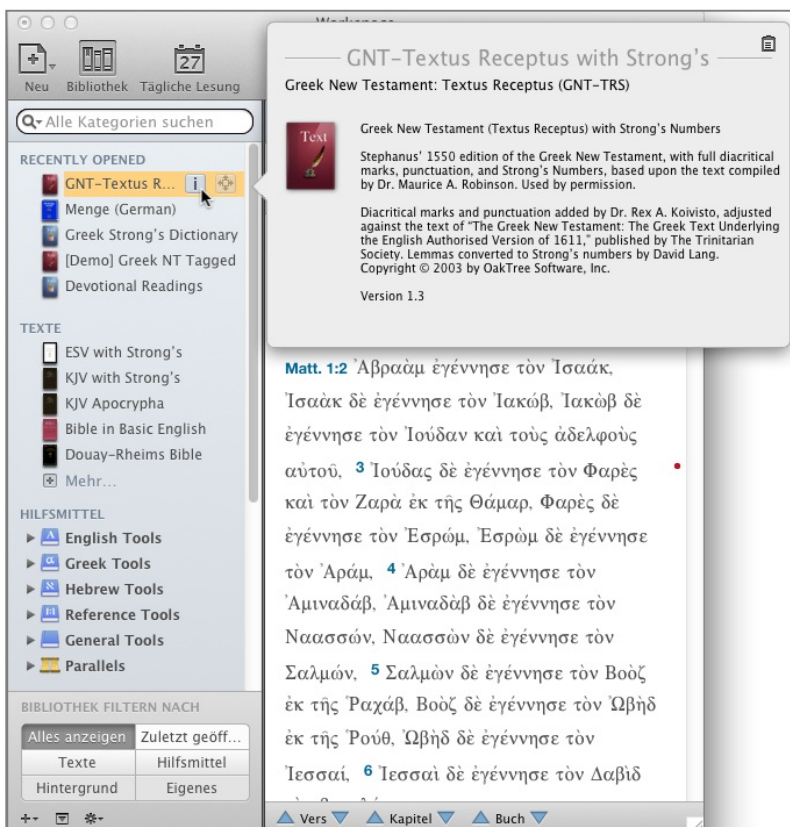 Workspace
Neu Bibliothek Tägliche Lesung
27
Alle Kategorien suchen
RECENTLY OPENED
GNT-Textus R... i
Menge (German)
Greek Strong's Dictionary
[Demo] Greek NT Tagged
Devotional Readings
TEXTE
ESV with Strong's
KJV with Strong's
KJV Apocrypha
Bible in Basic English
Douay-Rheims Bible
Mehr...
HILFSMITTEL
English Tools
Greek Tools
Hebrew Tools
Reference Tools
General Tools
Parallels
BIBLIOTHEK FILTERN NACH
Alles anzeigen Zuletzt geöff...
Texte Hilfsmittel
Hintergrund Eigenes
GNT-Textus Receptus with Strong's
Greek New Testament: Textus Receptus (GNT-TRS)
Text
Greek New Testament (Textus Receptus) with Strong's Numbers
Stephanus' 1550 edition of the Greek New Testament, with full diacritical
marks, punctuation, and Strong's Numbers, based upon the text compiled
by Dr. Maurice A. Robinson. Used by permission.
Diacritical marks and punctuation added by Dr. Rex A. Koivisto, adjusted
against the text of "The Greek New Testament: The Greek Text Underlying
the English Authorised Version of 1611," published by The Trinitarian
Society. Lemmas converted to Strong's numbers by David Lang.
Copyright © 2003 by OakTree Software, Inc.
Version 1.3
Matt. 1:2 Ἀβραὰμ ἐγέννησε τὸν Ἰσαάκ,
Ἰσαὰκ δὲ ἐγέννησε τὸν Ἰακώβ, Ἰακὼβ δὲ
ἐγέννησε τὸν Ἰούδαν καὶ τοὺς ἀδελφοὺς
αὐτοῦ, 3 Ἰούδας δὲ ἐγέννησε τὸν Φαρὲς
καὶ τὸν Ζαρὰ ἐκ τῆς Θάμαρ, Φαρὲς δὲ
ἐγέννησε τὸν Ἐσρώμ, Ἐσρὼμ δὲ ἐγέννησε
τὸν Ἀράμ, 4 Ἀρὰμ δὲ ἐγέννησε τὸν
Ἀμιναδάβ, Ἀμιναδὰβ δὲ ἐγέννησε τὸν
Ναασσών, Ναασσὼν δὲ ἐγέννησε τὸν
Σαλμών, 5 Σαλμὼν δὲ ἐγέννησε τὸν Βοὸζ
ἐκ τῆς Ῥαχάβ, Βοὸζ δὲ ἐγέννησε τὸν Ὠβὴδ
ἐκ τῆς Ῥούθ, Ὠβὴδ δὲ ἐγέννησε τὸν
Ἰεσσαί, 6 Ἰεσσαὶ δὲ ἐγέννησε τὸν Δαβὶδ
Vers Kapitel Buch